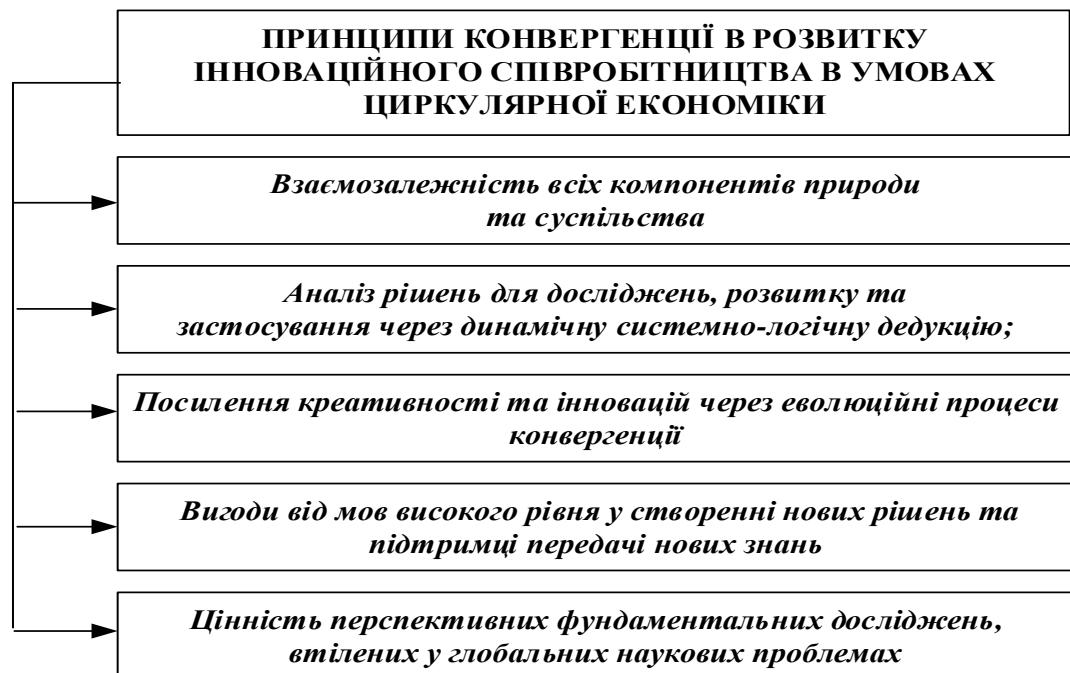 ПРИНЦИПИ КОНВЕРГЕНЦІЇ В РОЗВИТКУ
ІННОВАЦІЙНОГО СПІВРОБІТНИЦТВА В УМОВАХ
ЦИРКУЛЯРНОЇ ЕКОНОМІКИ
Взаємозалежність всіх компонентів природи
та суспільства
Аналіз рішень для досліджень, розвитку та
застосування через динамічну системно-логічну дедукцію;
Посилення креативності та інновацій через еволюційні процеси
конвергенції
Вигоди від мов високого рівня у створенні нових рішень та
підтримці передачі нових знань
Цінність перспективних фундаментальних досліджень,
втілених у глобальних наукових проблемах